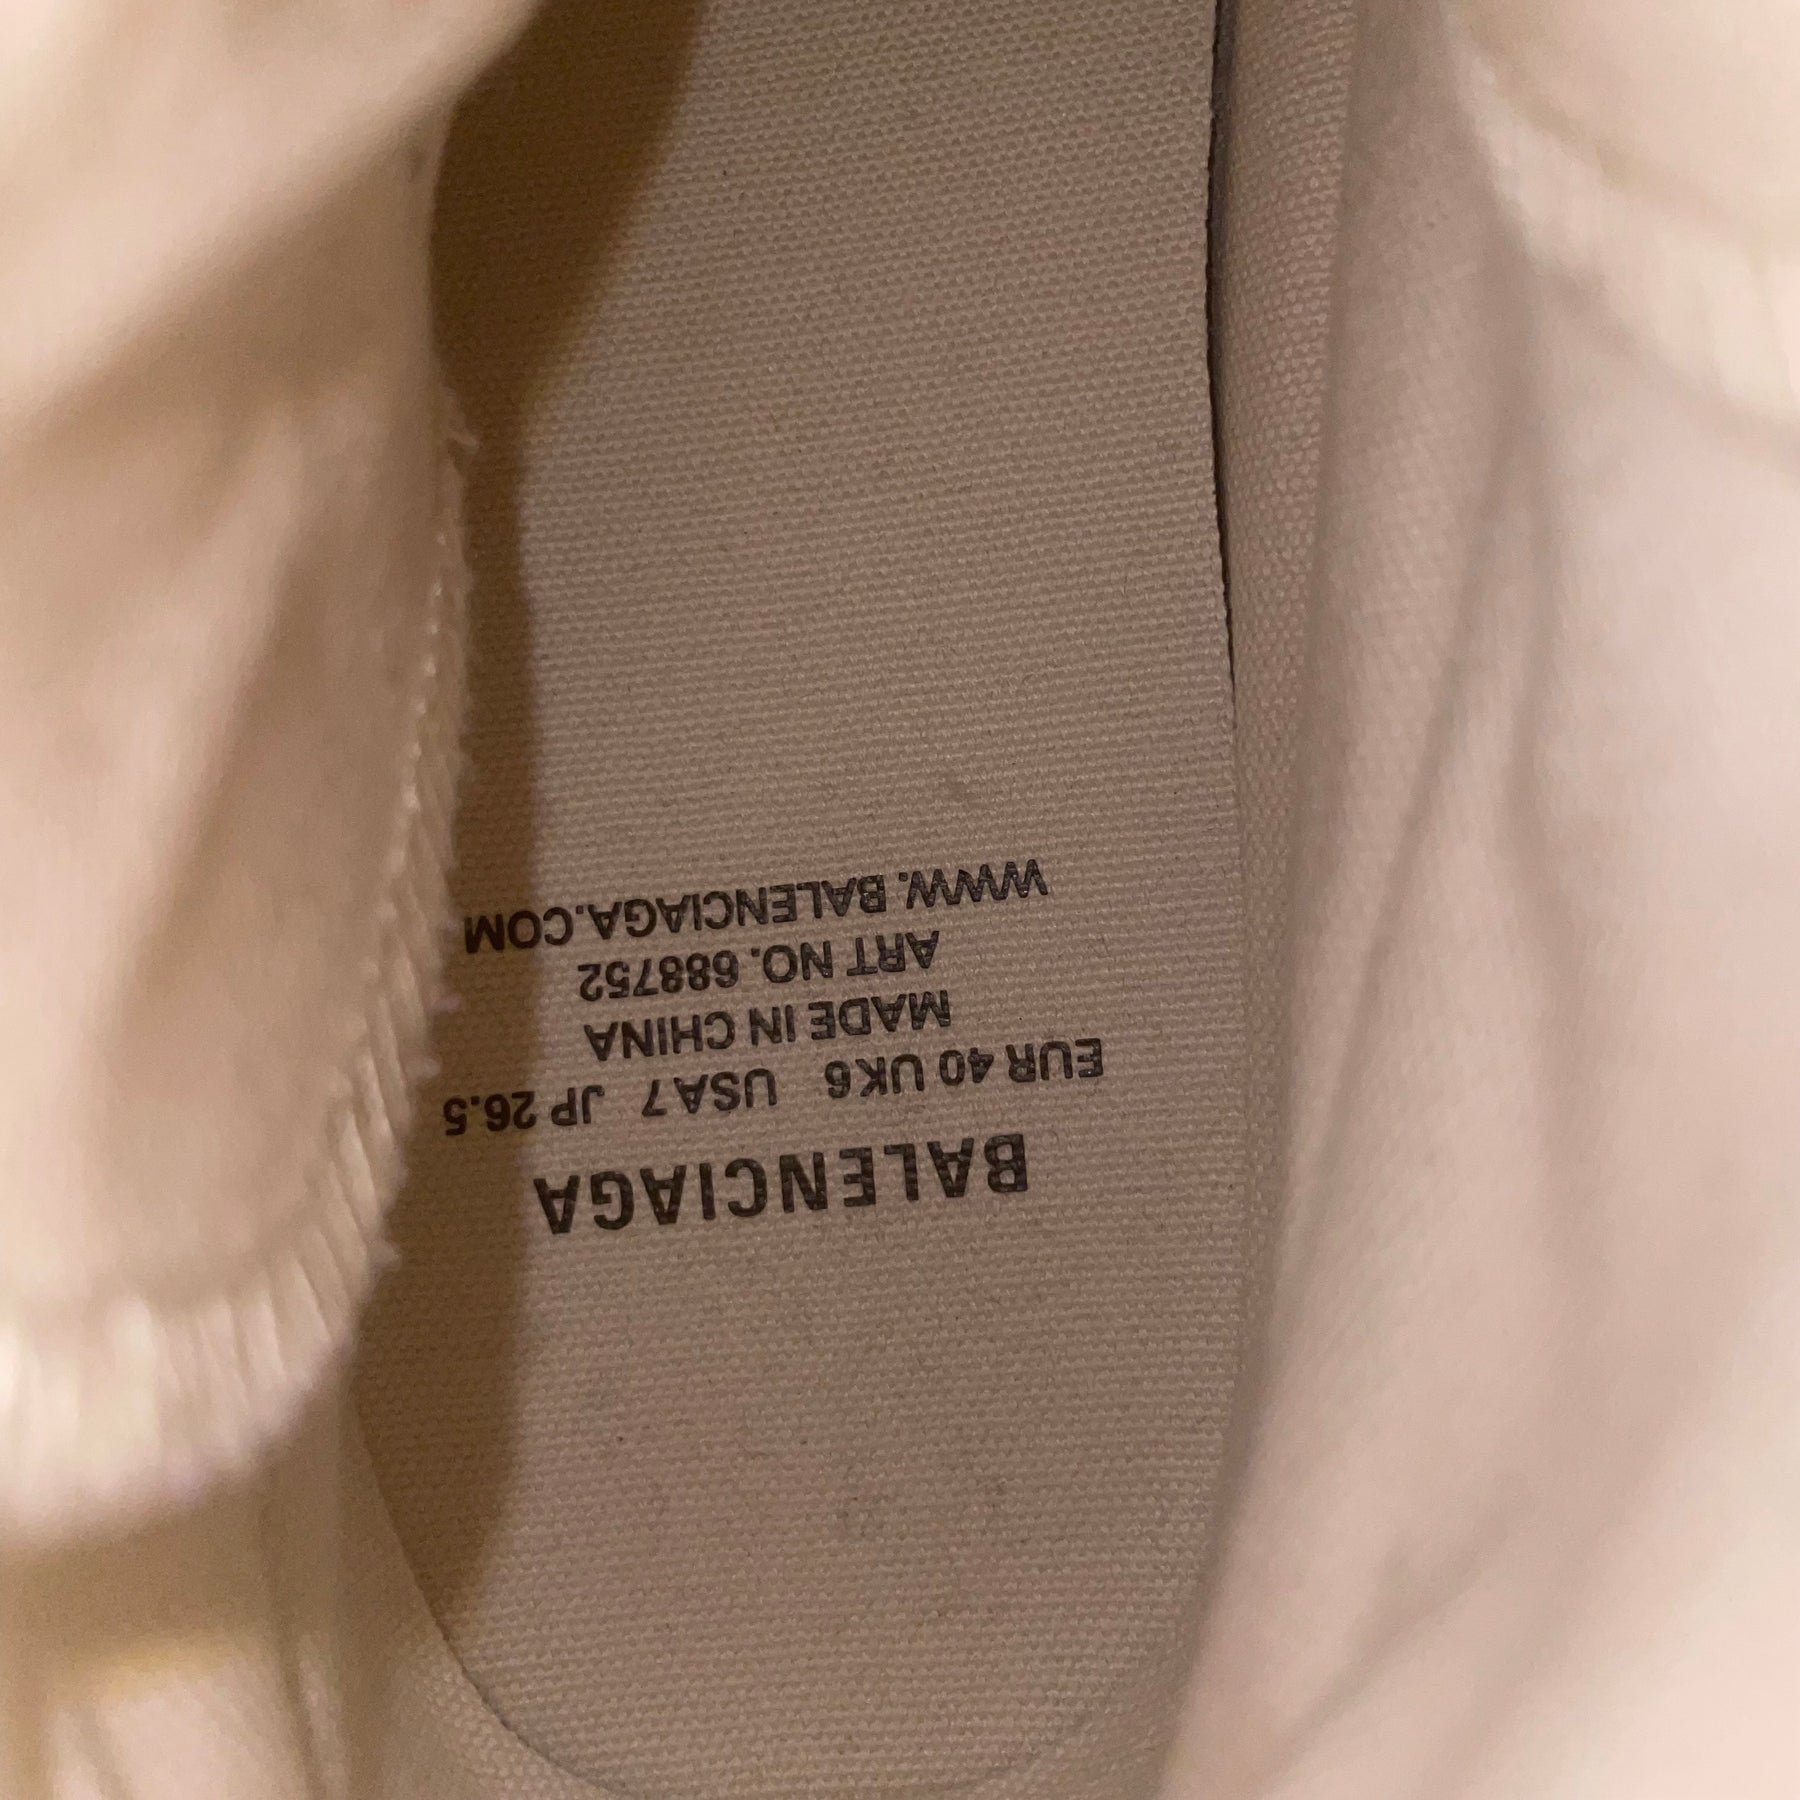 BALENCIAGA
EUR 40 UK6 USA7 JP 26.5
MADE IN CHINA
ART NO. 688752
WWW. BALENCIAGA.COM